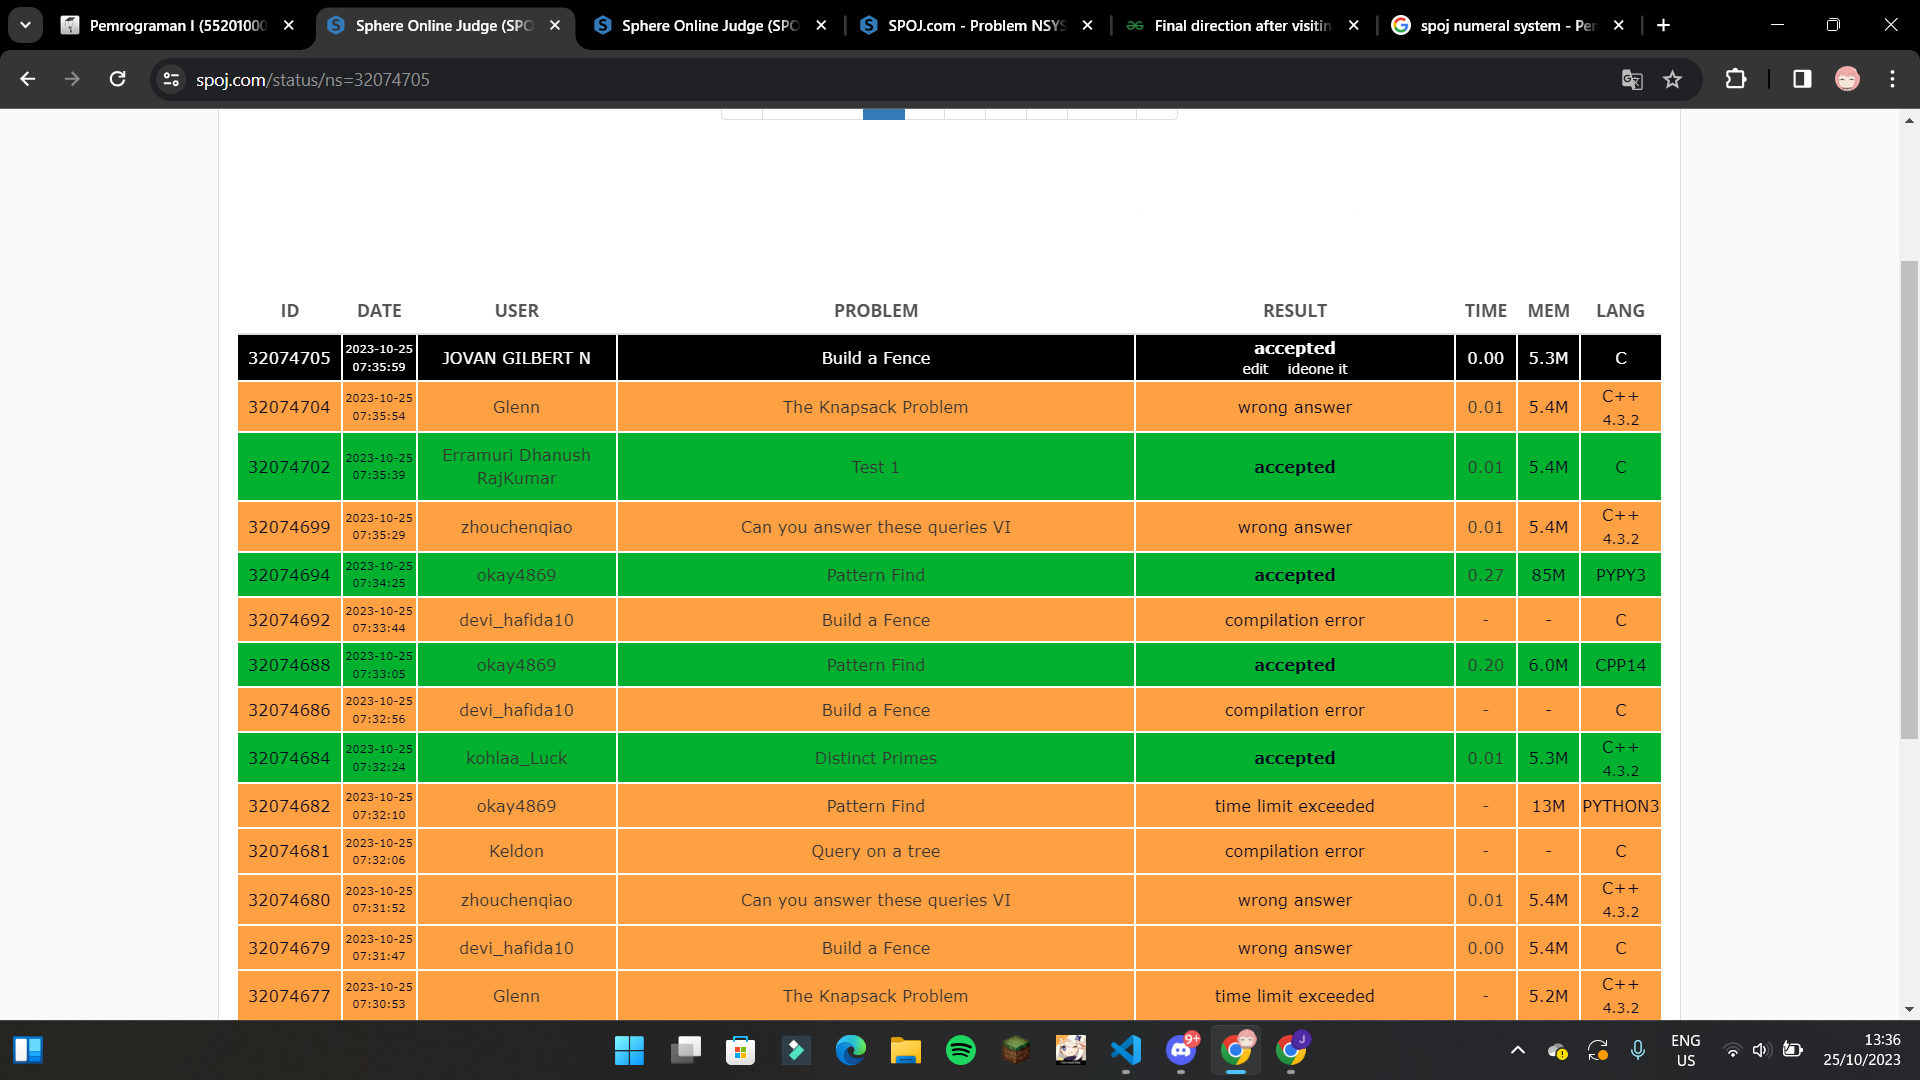 Pemrograman I (55201000
Sphere Online Judge (SPO
Sphere Online Judge (SPO
SPOJ.com - Problem NSYS
Final direction after visitin
spoj numeral system - Pen
spoj.com/status/ns=32074705
ID DATE USER PROBLEM RESULT TIME MEM LANG
32074705 2023-10-25 07:35:59 JOVAN GILBERT N Build a Fence accepted edit ideone it 0.00 5.3M C
32074704 2023-10-25 07:35:54 Glenn The Knapsack Problem wrong answer 0.01 5.4M C++ 4.3.2
32074702 2023-10-25 07:35:39 Erramuri Dhanush RajKumar Test 1 accepted 0.01 5.4M C
32074699 2023-10-25 07:35:29 zhouchenqiao Can you answer these queries VI wrong answer 0.01 5.4M C++ 4.3.2
32074694 2023-10-25 07:34:25 okay4869 Pattern Find accepted 0.27 85M PYPY3
32074692 2023-10-25 07:33:44 devi_hafida10 Build a Fence compilation error - - C
32074688 2023-10-25 07:33:05 okay4869 Pattern Find accepted 0.20 6.0M CPP14
32074686 2023-10-25 07:32:56 devi_hafida10 Build a Fence compilation error - - C
32074684 2023-10-25 07:32:24 kohlaa_Luck Distinct Primes accepted 0.01 5.3M C++ 4.3.2
32074682 2023-10-25 07:32:10 okay4869 Pattern Find time limit exceeded - 13M PYTHON3
32074681 2023-10-25 07:32:06 Keldon Query on a tree compilation error - - C
32074680 2023-10-25 07:31:52 zhouchenqiao Can you answer these queries VI wrong answer 0.01 5.4M C++ 4.3.2
32074679 2023-10-25 07:31:47 devi_hafida10 Build a Fence wrong answer 0.00 5.4M C
32074677 2023-10-25 07:30:53 Glenn The Knapsack Problem time limit exceeded - 5.2M C++ 4.3.2
9+
J
ENG
US
13:36
25/10/2023